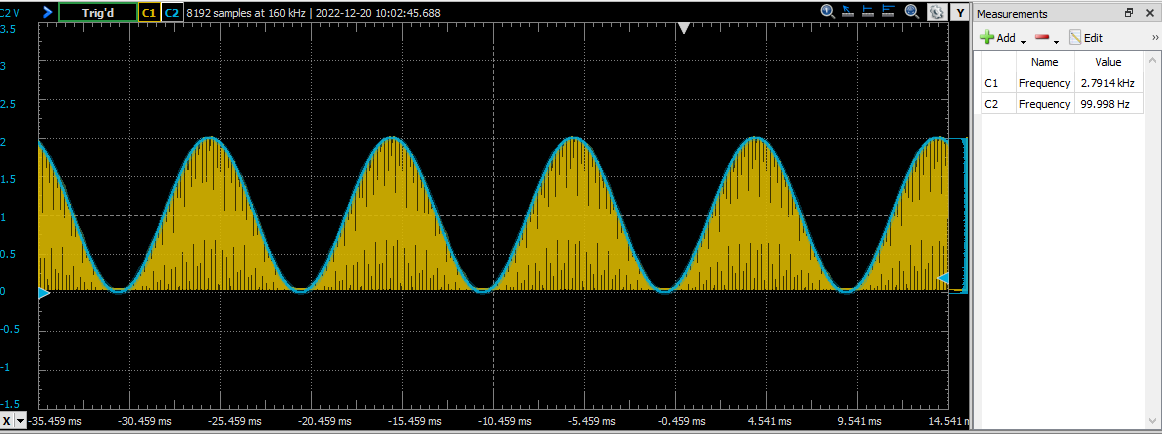 C2 V Trig'd C1 C2 8192 samples at 160 kHz | 2022-12-20 10:02:45.688 Y
3.5
3
2.5
2
1.5
1
0.5
0
-0.5
-1
-1.5
X -35.459 ms -30.459 ms -25.459 ms -20.459 ms -15.459 ms -10.459 ms -5.459 ms -0.459 ms 4.541 ms 9.541 ms 14.541 ms
Measurements
Add Edit »
Name Value
C1 Frequency 2.7914 kHz
C2 Frequency 99.998 Hz